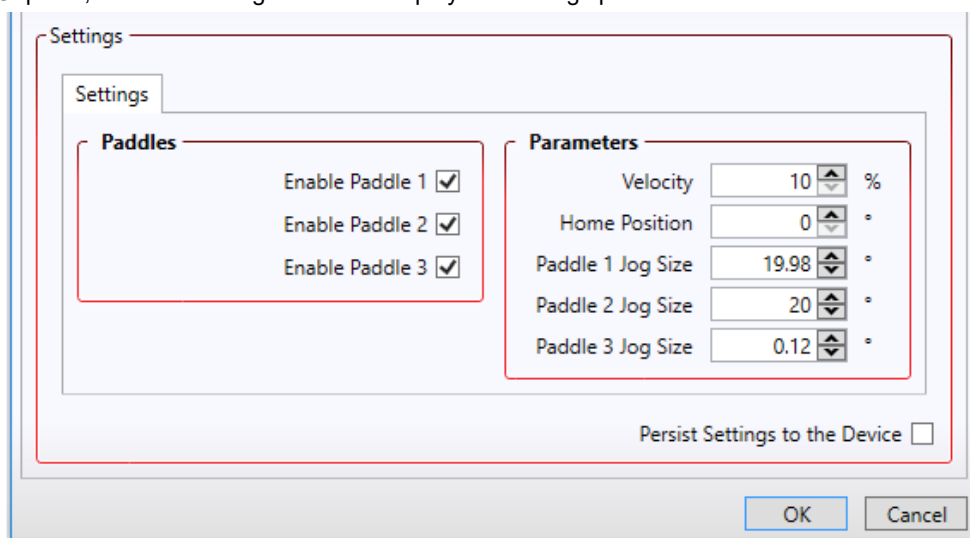 Settings
Settings
Paddles
Enable Paddle 1
Enable Paddle 2
Enable Paddle 3
Parameters
Velocity 10 %
Home Position 0 °
Paddle 1 Jog Size 19.98 °
Paddle 2 Jog Size 20 °
Paddle 3 Jog Size 0.12 °
Persist Settings to the Device
OK Cancel